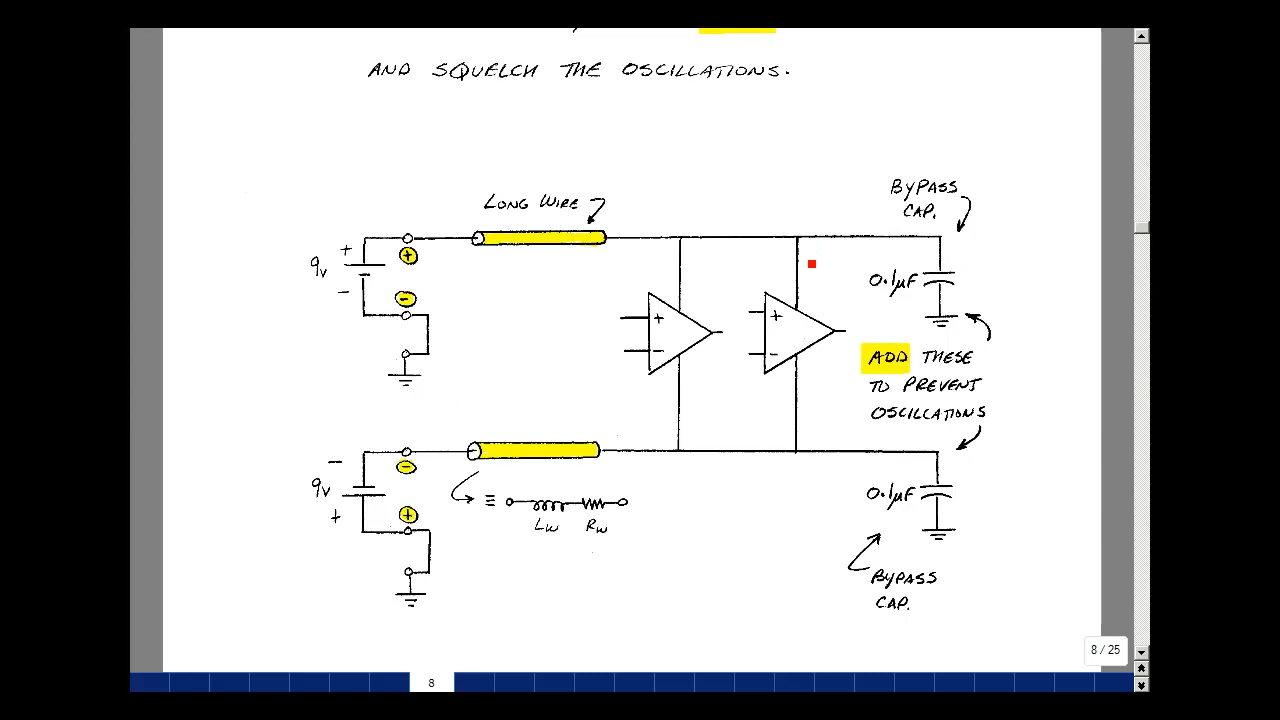 AND SQUELCH THE OSCILLATIONS.
LONG WIRE
BYPASS
CAP.
+
9V
-
+
-
0.1μF
+
-
+
-
ADD THESE
TO PREVENT
OSCILLATIONS
-
9V
+
-
+
≡
LW
RW
0.1μF
BYPASS
CAP.
8 / 25
8